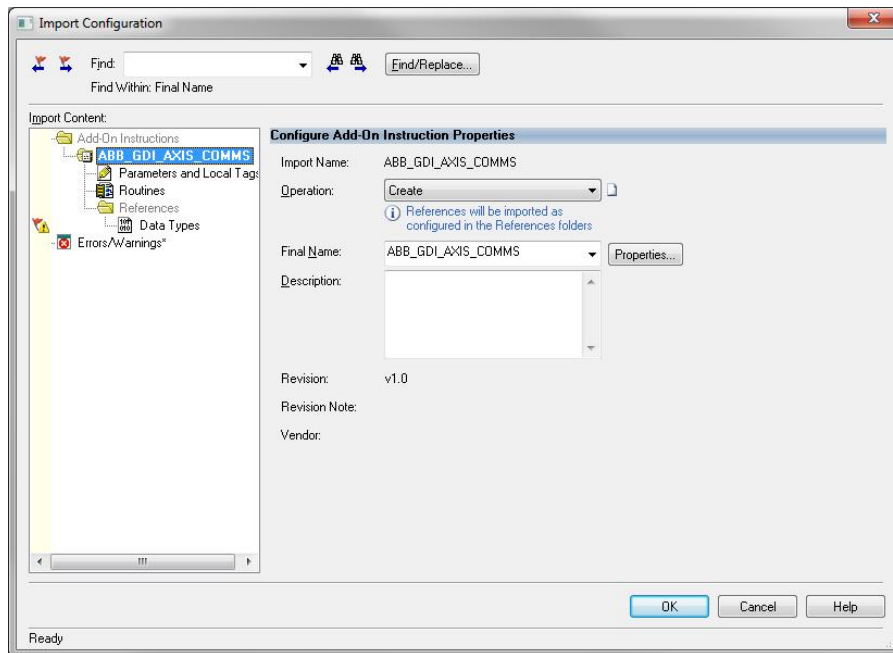 Import Configuration
Find:
Find/Replace...
Find Within: Final Name
Import Content:
Add-On Instructions
ABB_GDI_AXIS_COMMS
Parameters and Local Tags
Routines
References
Data Types
Errors/Warnings*
Configure Add-On Instruction Properties
Import Name: ABB_GDI_AXIS_COMMS
Operation: Create
References will be imported as
configured in the References folders
Final Name: ABB_GDI_AXIS_COMMS Properties...
Description:
Revision: v1.0
Revision Note:
Vendor:
OK Cancel Help
Ready